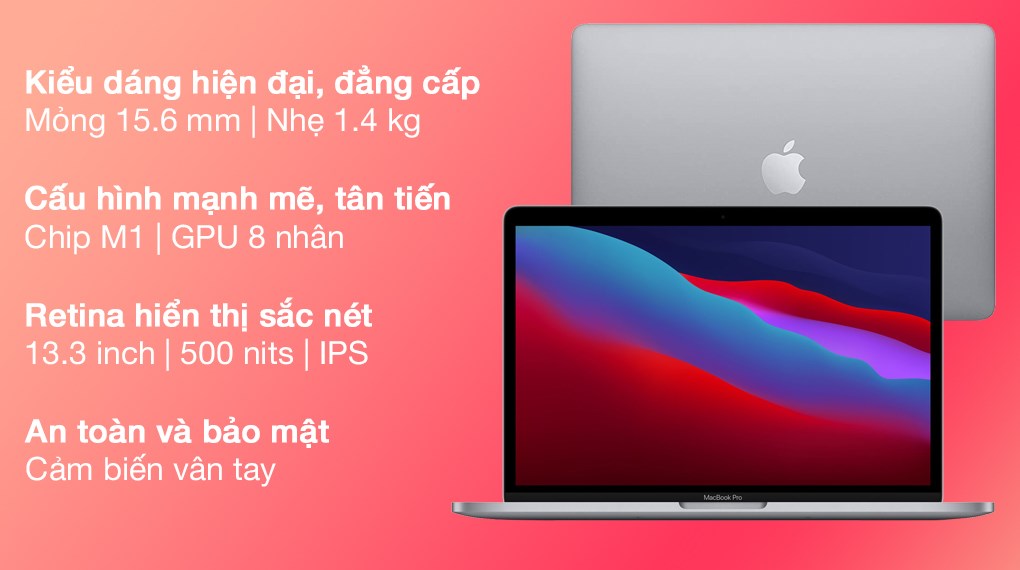 Kiểu dáng hiện đại, đẳng cấp
Mỏng 15.6 mm | Nhẹ 1.4 kg
Cấu hình mạnh mẽ, tân tiến
Chip M1 | GPU 8 nhân
Retina hiển thị sắc nét
13.3 inch | 500 nits | IPS
An toàn và bảo mật
Cảm biến vân tay
MacBook Pro